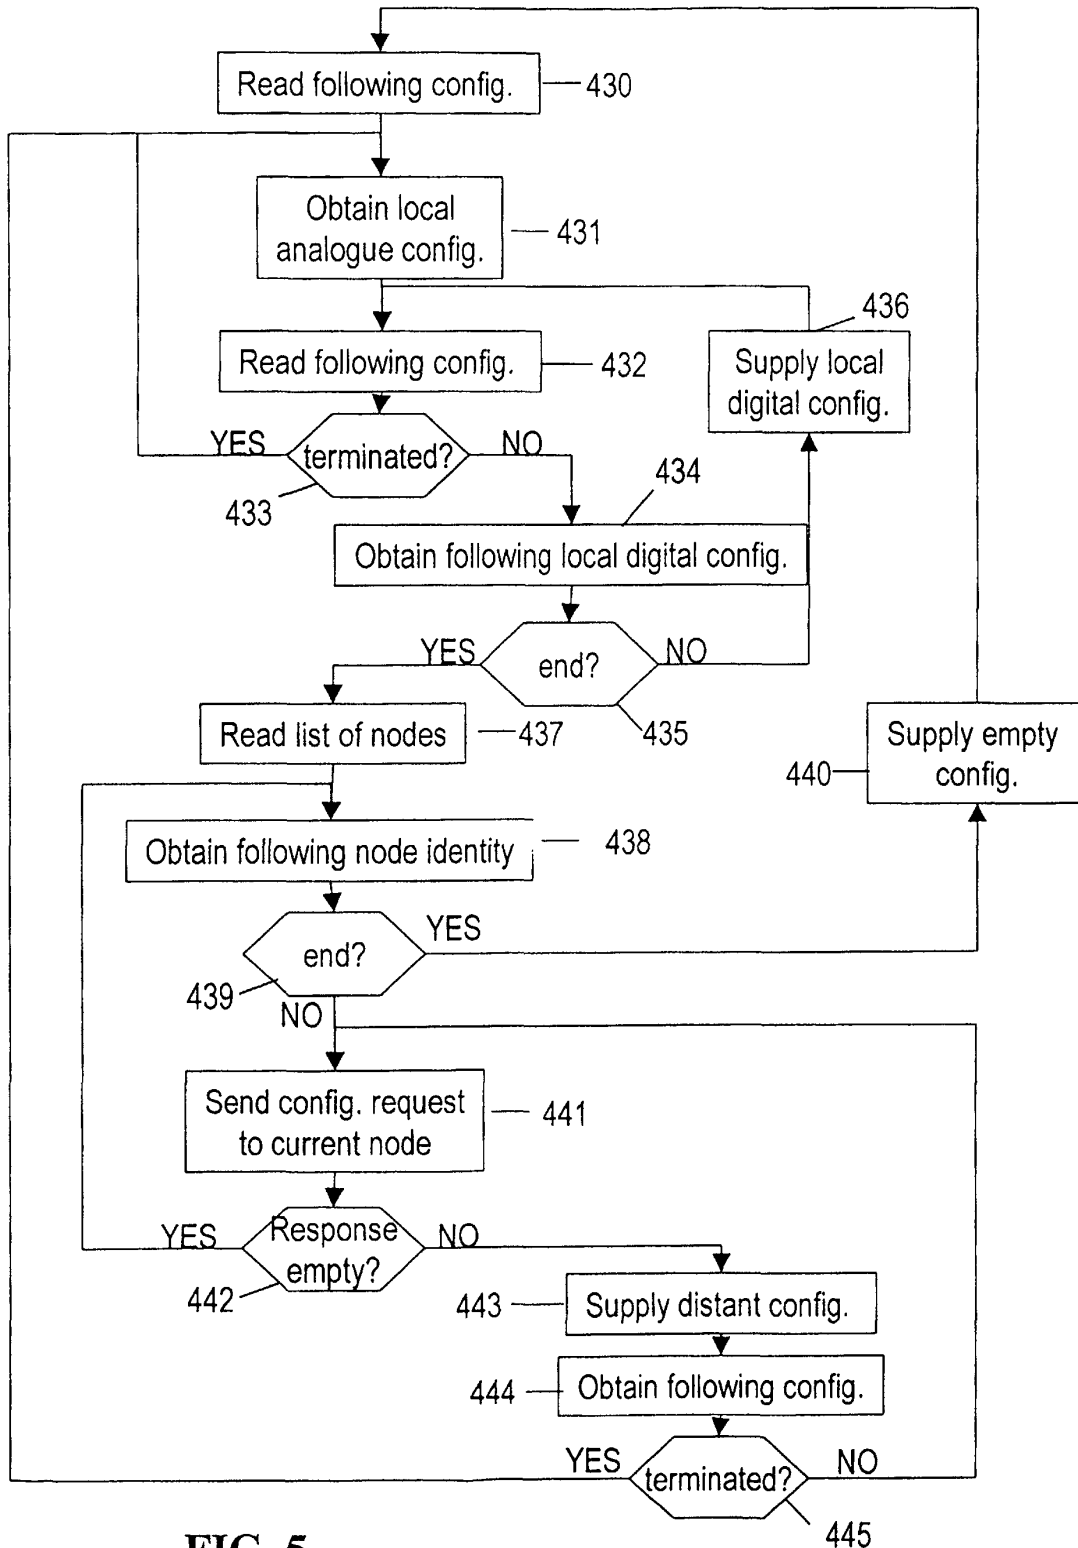 Read following config.
430
Obtain local
analogue config.
431
436
Read following config.
432
Supply local
digital config.
YES
terminated?
NO
433
434
Obtain following local digital config.
YES
end?
NO
435
Read list of nodes
437
Supply empty
config.
440
Obtain following node identity
438
end?
YES
439
NO
Send config. request
to current node
441
YES
Response
empty?
NO
442
443
Supply distant config.
444
Obtain following config.
YES
terminated?
NO
445
FIG. 5